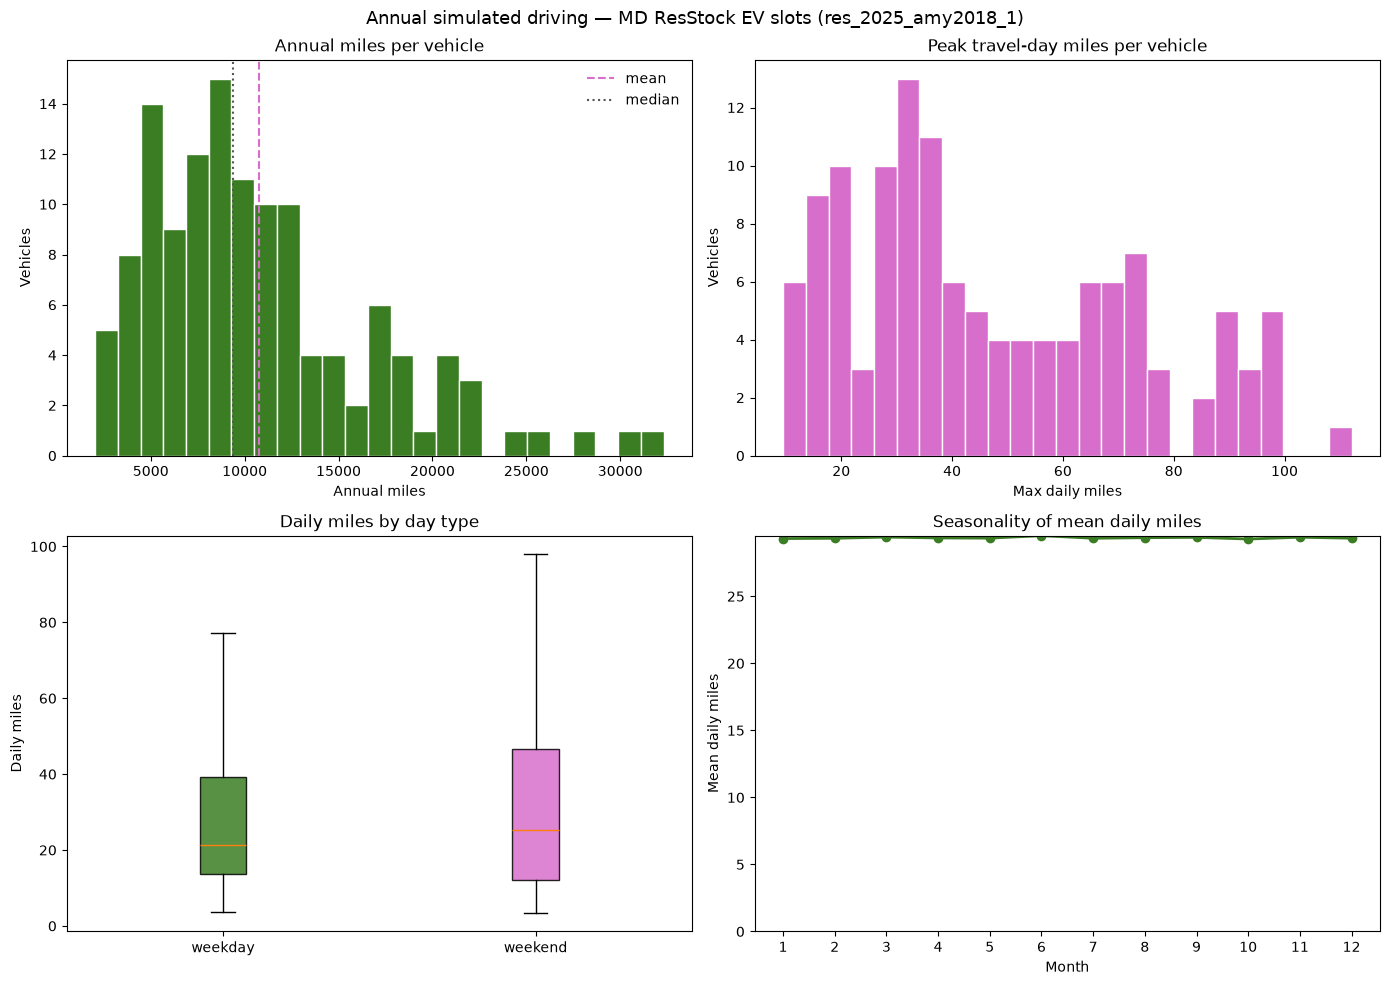 Annual simulated driving — MD ResStock EV slots (res_2025_amy2018_1)
Annual miles per vehicle
mean
median
14
12
10
8
6
4
2
0
Vehicles
5000 10000 15000 20000 25000 30000
Annual miles
Peak travel-day miles per vehicle
12
10
8
6
4
2
0
Vehicles
20 40 60 80 100
Max daily miles
Daily miles by day type
100
80
60
40
20
0
Daily miles
weekday weekend
Seasonality of mean daily miles
25
20
15
10
5
0
Mean daily miles
1 2 3 4 5 6 7 8 9 10 11 12
Month